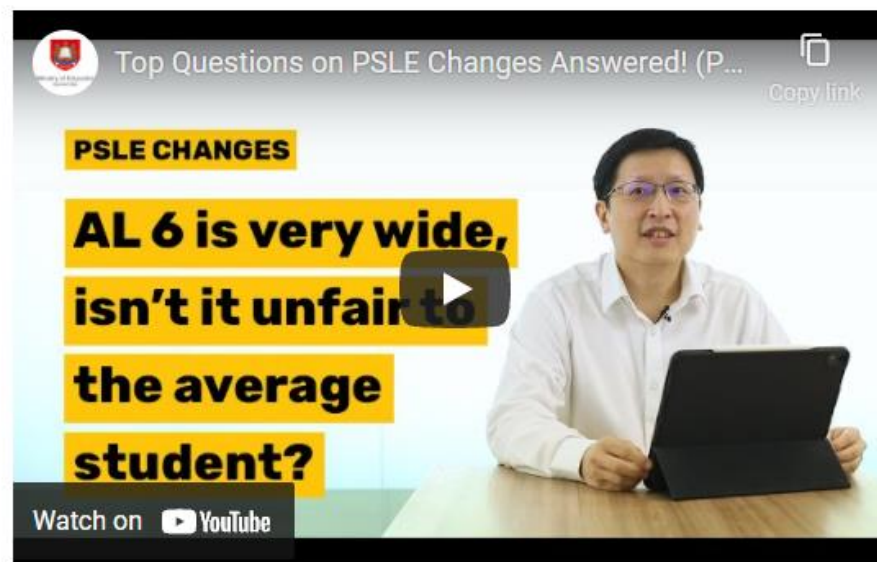 Top Questions on PSLE Changes Answered! (P...
Copy link
PSLE CHANGES
AL 6 is very wide,
isn't it unfair to
the average
student?
Watch on YouTube